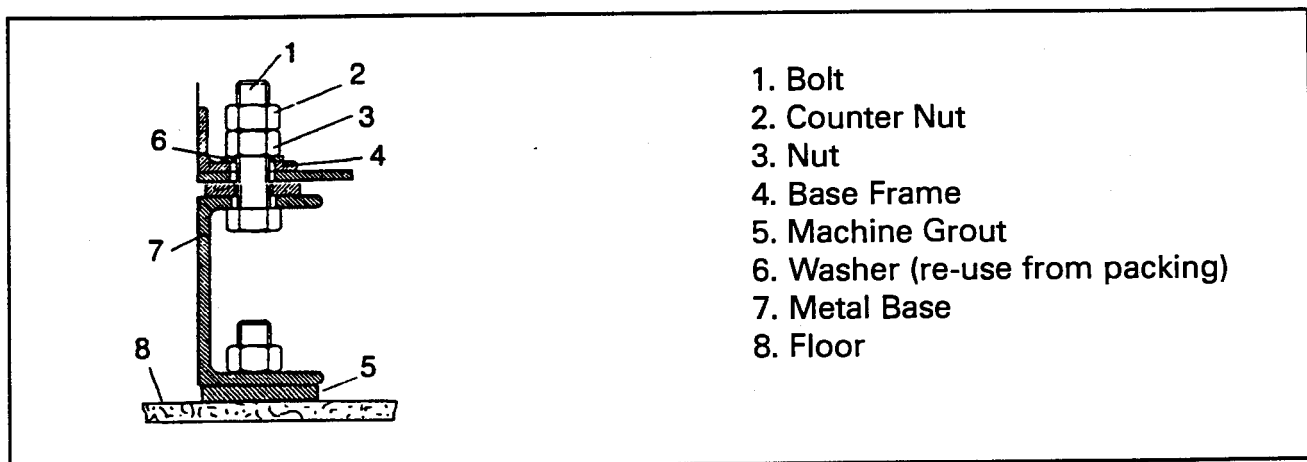 1
2
3
6
4
7
8
5
1. Bolt
2. Counter Nut
3. Nut
4. Base Frame
5. Machine Grout
6. Washer (re-use from packing)
7. Metal Base
8. Floor